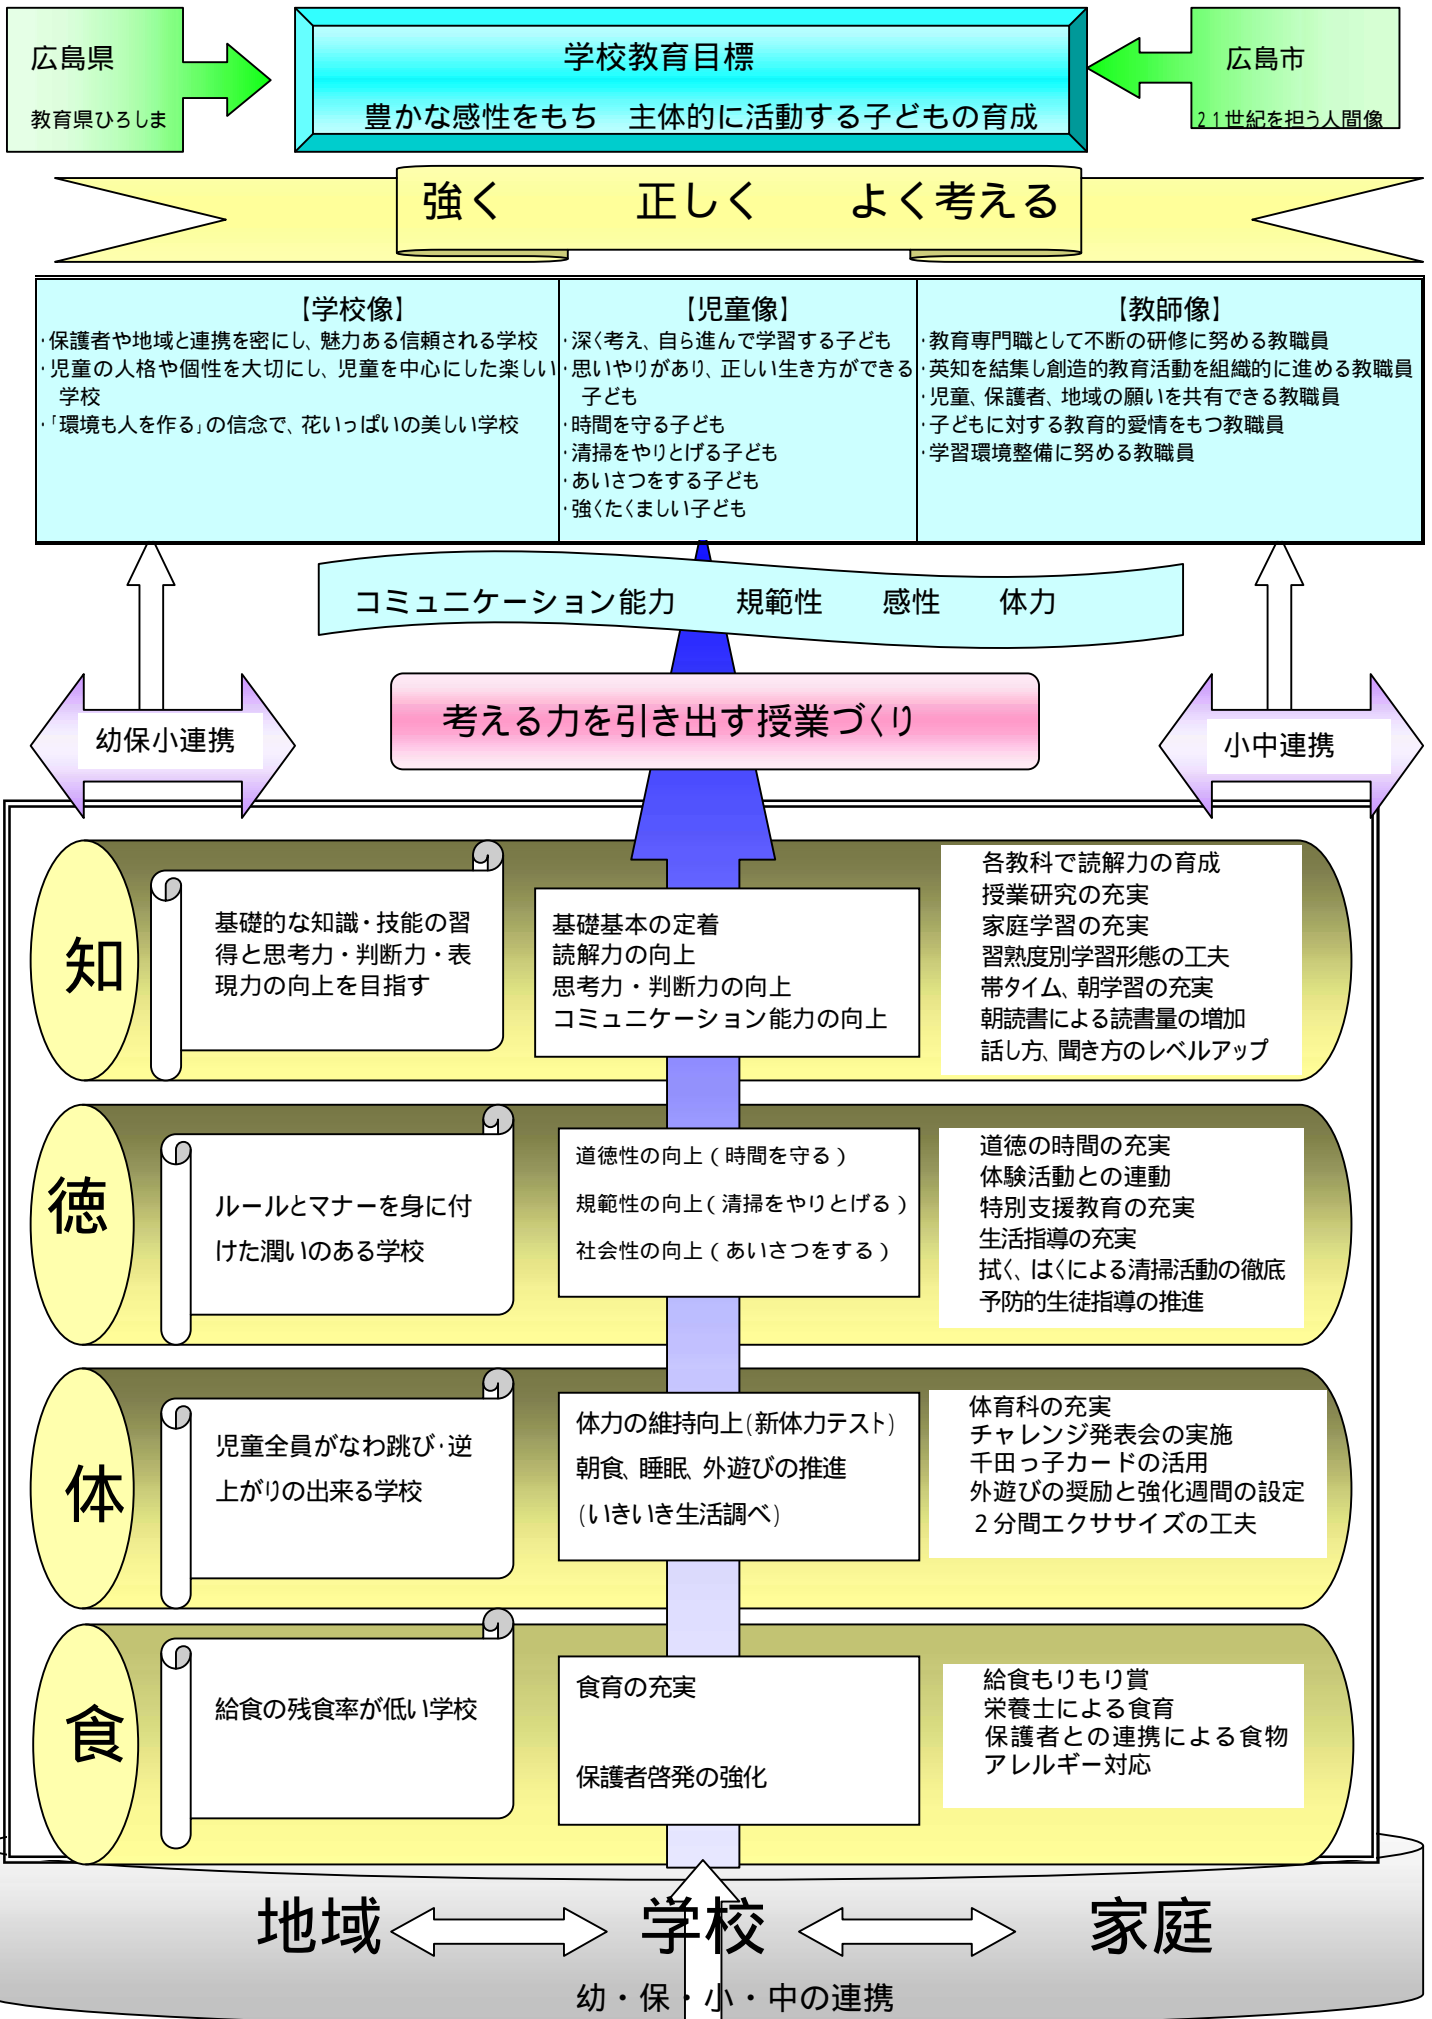 広島県
教育県ひろしま
学校教育目標
豊かな感性をもち　主体的に活動する子どもの育成
広島市
21世紀を担う人間像
強く　正しく　よく考える
【学校像】
・保護者や地域と連携を密にし、魅力ある信頼される学校
・児童の人格や個性を大切にし、児童を中心にした楽しい
学校
・「環境も人を作る」の信念で、花いっぱいの美しい学校
【児童像】
・深く考え、自ら進んで学習する子ども
・思いやりがあり、正しい生き方ができる
子ども
・時間を守る子ども
・清掃をやりとげる子ども
・あいさつをする子ども
・強くたくましい子ども
【教師像】
・教育専門職として不断の研修に努める教職員
・英知を結集し創造的教育活動を組織的に進める教職員
・児童、保護者、地域の願いを共有できる教職員
・子どもに対する教育的愛情をもつ教職員
・学習環境整備に努める教職員
コミュニケーション能力　規範性　感性　体力
考える力を引き出す授業づくり
幼保小連携
小中連携
知
基礎的な知識・技能の習
得と思考力・判断力・表
現力の向上を目指す
基礎基本の定着
読解力の向上
思考力・判断力の向上
コミュニケーション能力の向上
各教科で読解力の育成
授業研究の充実
家庭学習の充実
習熟度別学習形態の工夫
帯タイム、朝学習の充実
朝読書による読書量の増加
話し方、聞き方のレベルアップ
徳
ルールとマナーを身に付
けた潤いのある学校
道徳性の向上（時間を守る）
規範性の向上（清掃をやりとげる）
社会性の向上（あいさつをする）
道徳の時間の充実
体験活動との連動
特別支援教育の充実
生活指導の充実
拭く、はくによる清掃活動の徹底
予防的生徒指導の推進
体
児童全員がなわ跳び・逆
上がりの出来る学校
体力の維持向上(新体力テスト)
朝食、睡眠、外遊びの推進
(いきいき生活調べ)
体育科の充実
チャレンジ発表会の実施
千田っ子カードの活用
外遊びの奨励と強化週間の設定
２分間エクササイズの工夫
食
給食の残食率が低い学校
食育の充実
保護者啓発の強化
給食もりもり賞
栄養士による食育
保護者との連携による食物
アレルギー対応
地域　学校　家庭
幼・保・小・中の連携